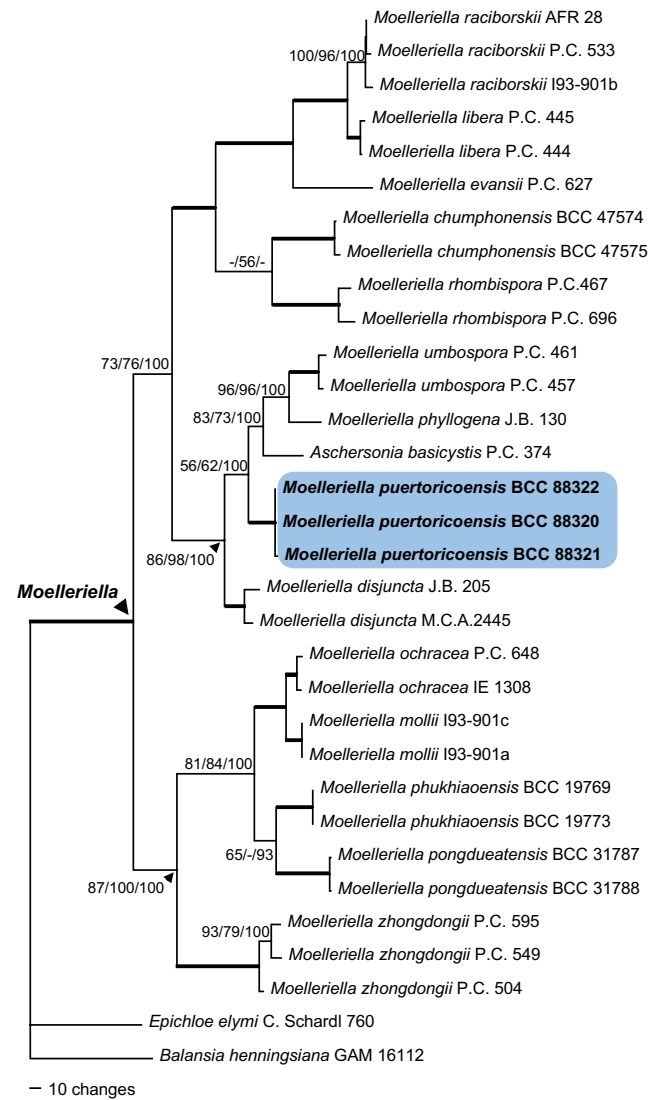 Moelleriella raciborskii AFR 28
Moelleriella raciborskii P.C. 533
100/96/100
Moelleriella raciborskii I93-901b
Moelleriella libera P.C. 445
Moelleriella libera P.C. 444
Moelleriella evansii P.C. 627
Moelleriella chumphonensis BCC 47574
Moelleriella chumphonensis BCC 47575
-/56/-
Moelleriella rhombispora P.C.467
Moelleriella rhombispora P.C. 696
Moelleriella umbospora P.C. 461
73/76/100
Moelleriella umbospora P.C. 457
96/96/100
Moelleriella phyllogena J.B. 130
83/73/100
Aschersonia basicystis P.C. 374
56/62/100
Moelleriella puertoricoensis BCC 88322
Moelleriella puertoricoensis BCC 88320
Moelleriella puertoricoensis BCC 88321
86/98/100
Moelleriella disjuncta J.B. 205
Moelleriella
Moelleriella disjuncta M.C.A.2445
Moelleriella ochracea P.C. 648
Moelleriella ochracea IE 1308
Moelleriella mollii I93-901c
Moelleriella mollii I93-901a
81/84/100
Moelleriella phukhiaoensis BCC 19769
Moelleriella phukhiaoensis BCC 19773
65/-/93
Moelleriella pongdueatensis BCC 31787
Moelleriella pongdueatensis BCC 31788
87/100/100
Moelleriella zhongdongii P.C. 595
93/79/100
Moelleriella zhongdongii P.C. 549
Moelleriella zhongdongii P.C. 504
Epichloe elymi C. Schardl 760
Balansia henningsiana GAM 16112
10 changes